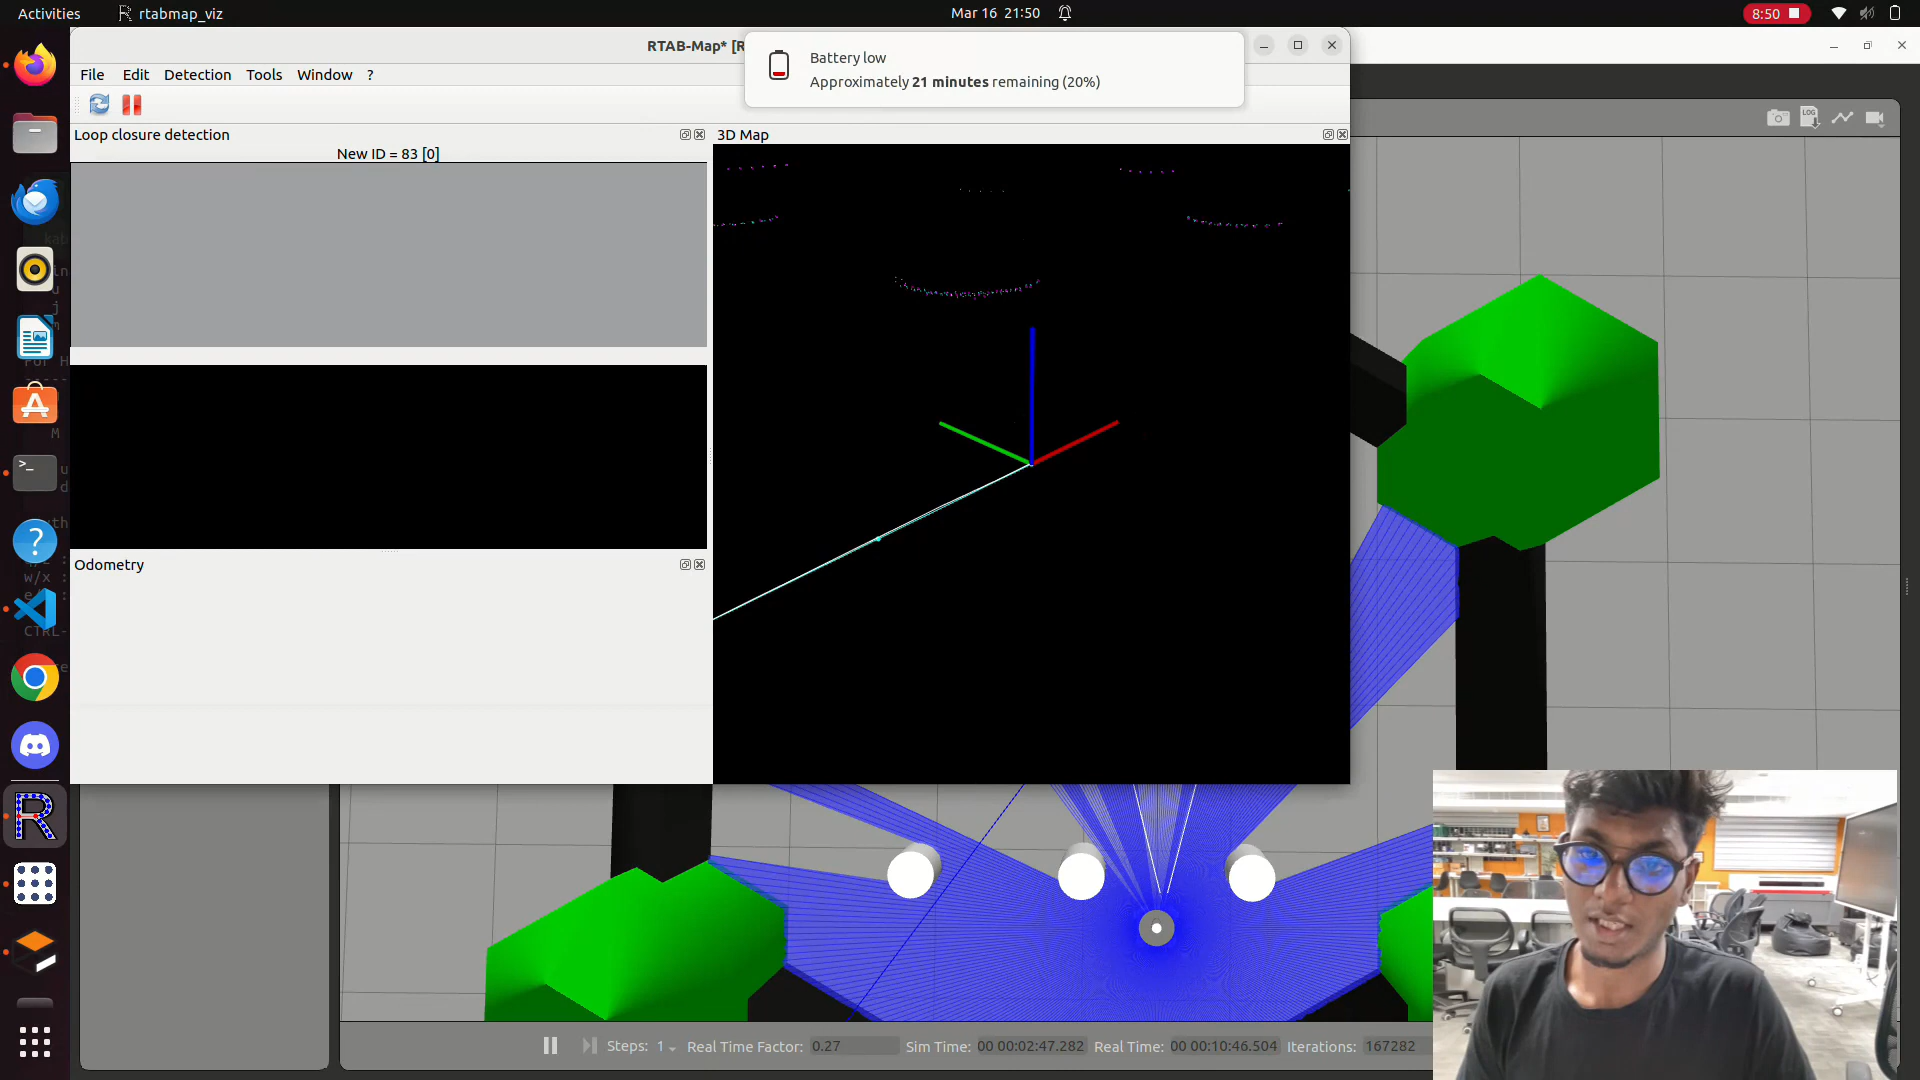 Activities
rtabmap_viz
Mar 16 21:50
8:50
RTAB-Map* [R
Battery low
Approximately 21 minutes remaining (20%)
File Edit Detection Tools Window ?
Loop closure detection
New ID = 83 [0]
3D Map
LOG
Odometry
CTRL-
Steps: 1
Real Time Factor: 0.27
Sim Time: 00 00:02:47.282
Real Time: 00 00:10:46.504
Iterations: 167282